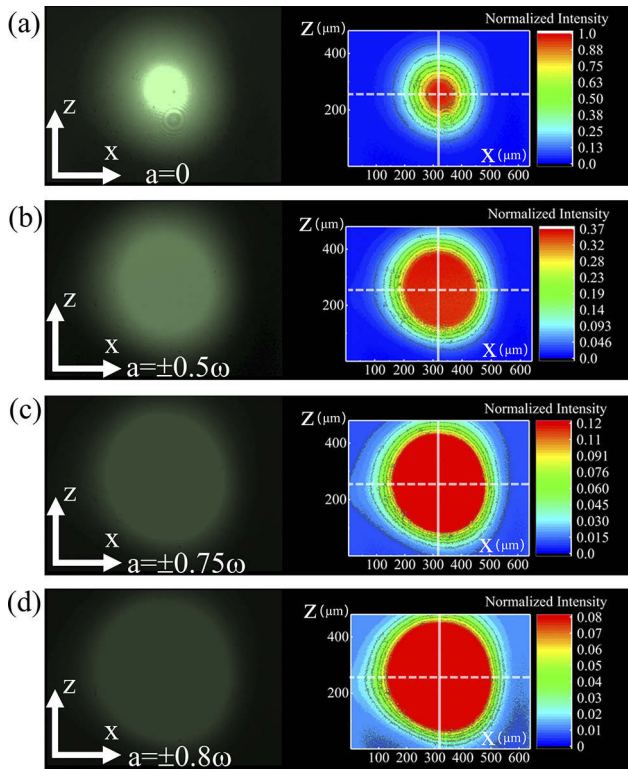 (a)
Z
X
a=0
Normalized Intensity
Z (μm)
400
200
X(μm)
100 200 300 400 500 600
1.0
0.88
0.75
0.63
0.50
0.38
0.25
0.13
0.0
(b)
Z
X
a=±0.5ω
Normalized Intensity
Z (μm)
400
200
X(μm)
100 200 300 400 500 600
0.37
0.33
0.28
0.23
0.19
0.14
0.093
0.046
0.0
(c)
Z
X
a=±0.75ω
Normalized Intensity
Z (μm)
400
200
X(μm)
100 200 300 400 500 600
0.12
0.11
0.091
0.076
0.060
0.045
0.030
0.015
0.0
(d)
Z
X
a=±0.8ω
Normalized Intensity
Z (μm)
400
200
X(μm)
100 200 300 400 500 600
0.08
0.07
0.06
0.05
0.04
0.03
0.02
0.01
0